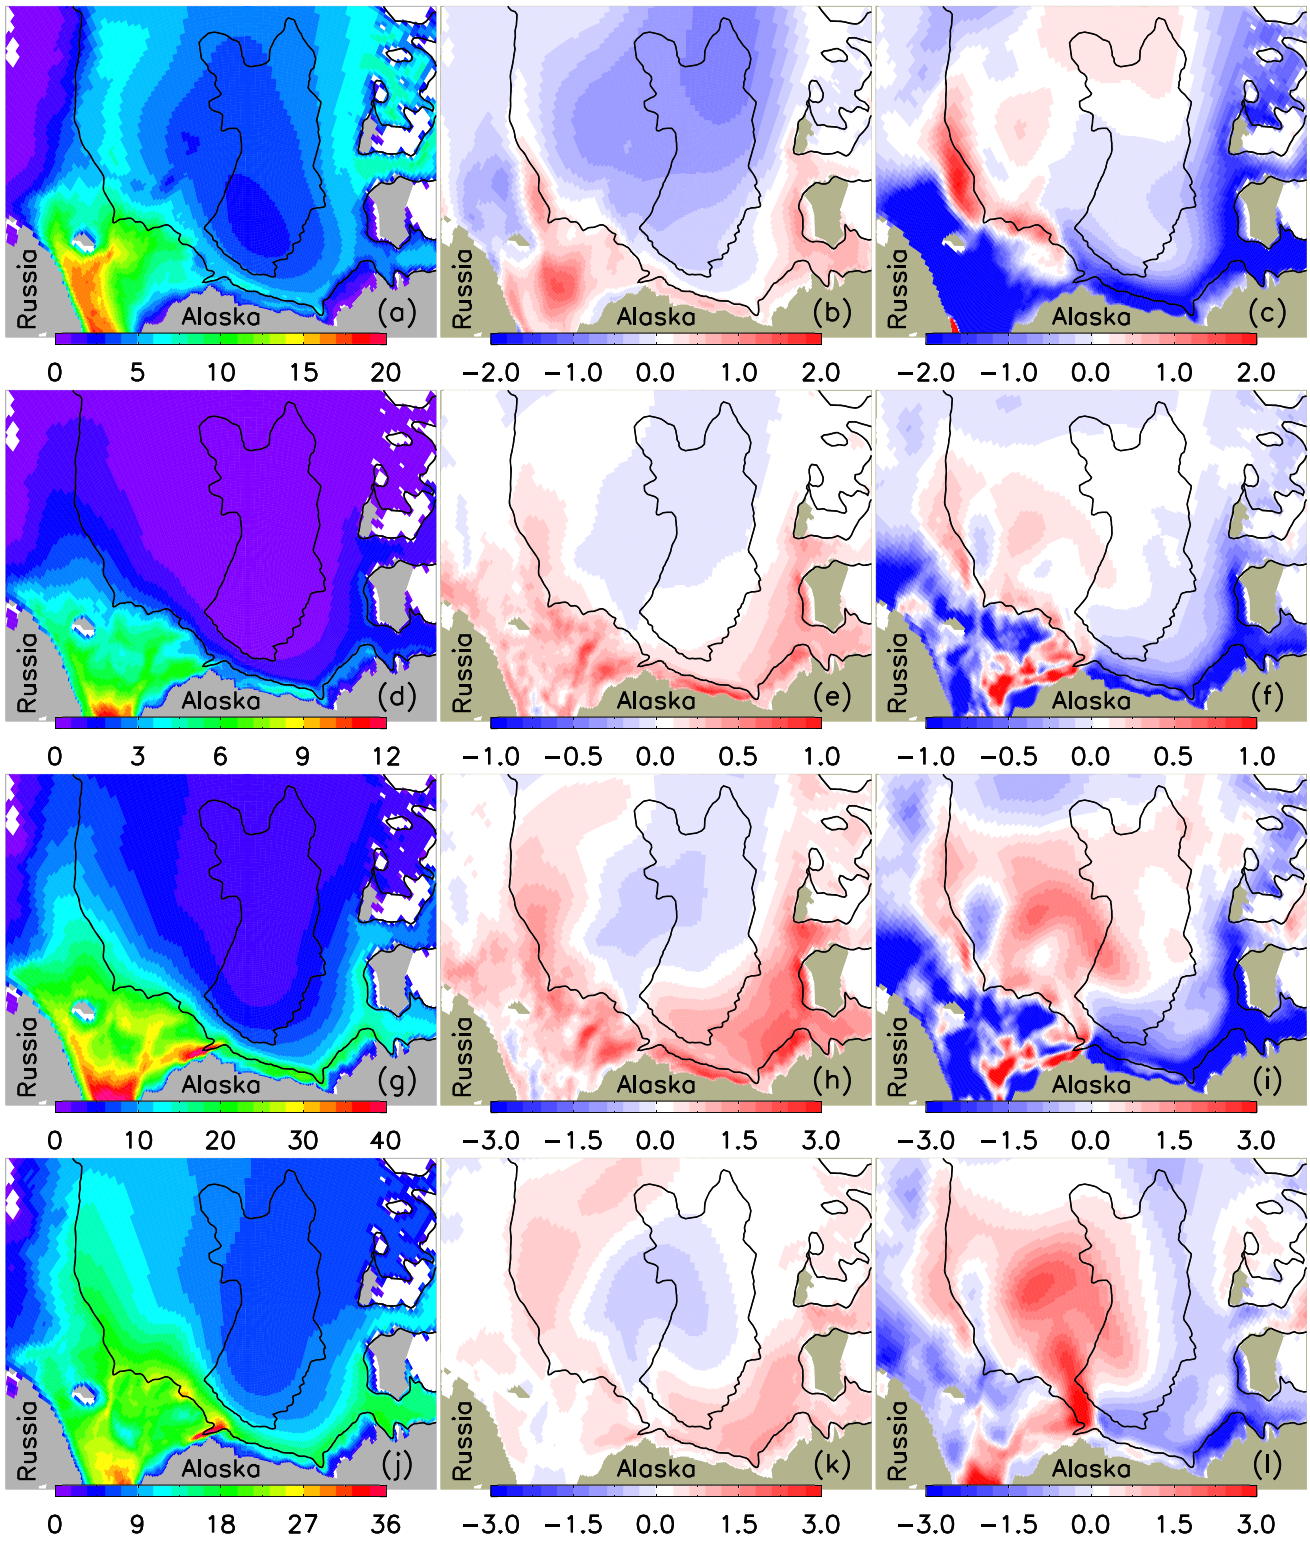 Russia Alaska (a) Alaska (b) Russia Alaska (c)
0 5 10 15 20 −2.0 −1.0 0.0 1.0 2.0 −2.0 −1.0 0.0 1.0 2.0
Russia Alaska (d) Russia Alaska (e) Russia Alaska (f)
0 3 6 9 12 −1.0 −0.5 0.0 0.5 1.0 −1.0 −0.5 0.0 0.5 1.0
Russia Alaska (g) Russia Alaska (h) Russia Alaska (i)
0 10 20 30 40 −3.0 −1.5 0.0 1.5 3.0 −3.0 −1.5 0.0 1.5 3.0
Russia Alaska (j) Russia Alaska (k) Russia Alaska (l)
0 9 18 27 36 −3.0 −1.5 0.0 1.5 3.0 −3.0 −1.5 0.0 1.5 3.0